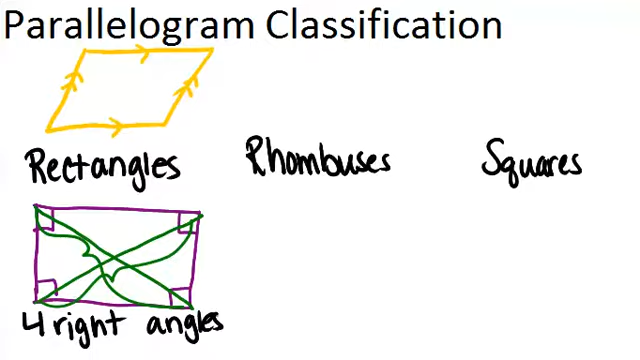 Parallelogram Classification
Rectangles Rhombuses Squares
4 right angles